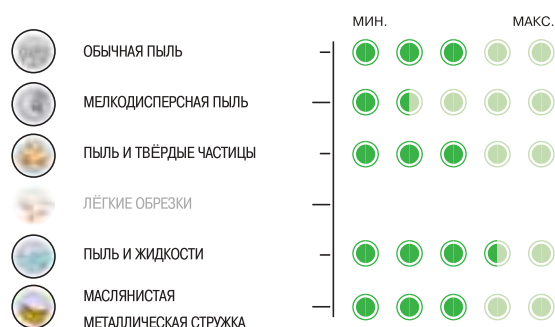 МИН. МАКС.
ОБЫЧНАЯ ПЫЛЬ
МЕЛКОДИСПЕРСНАЯ ПЫЛЬ
ПЫЛЬ И ТВЁРДЫЕ ЧАСТИЦЫ
ЛЁГКИЕ ОБРЕЗКИ
ПЫЛЬ И ЖИДКОСТИ
МАСЛЯНИСТАЯ
МЕТАЛЛИЧЕСКАЯ СТРУЖКА